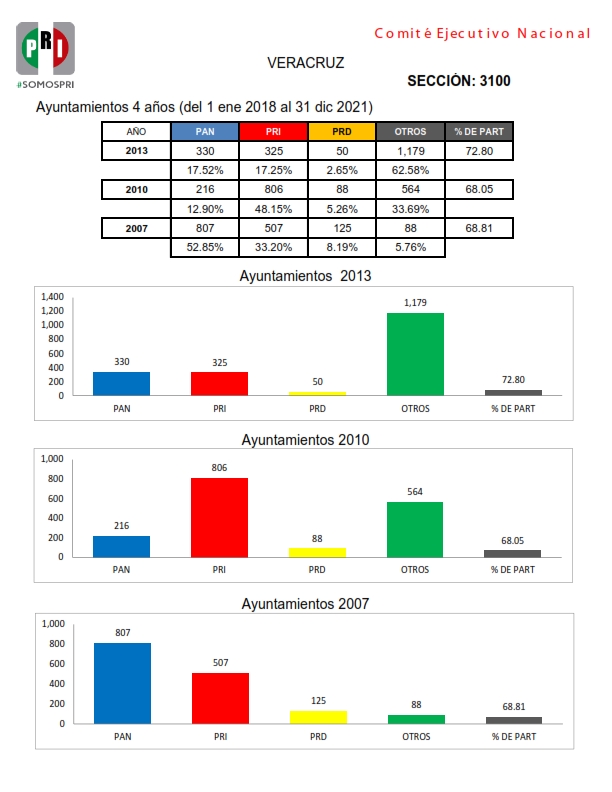 Comité Ejecutivo Nacional
PRI
#SOMOSPRI
VERACRUZ
SECCIÓN: 3100
Ayuntamientos 4 años (del 1 ene 2018 al 31 dic 2021)
AÑO PAN PRI PRD OTROS % DE PART
2013 330 325 50 1,179 72.80
17.52% 17.25% 2.65% 62.58%
2010 216 806 88 564 68.05
12.90% 48.15% 5.26% 33.69%
2007 807 507 125 88 68.81
52.85% 33.20% 8.19% 5.76%
Ayuntamientos 2013
1,400
1,200
1,000
800
600
400
200
0
330
325
50
1,179
72.80
PAN PRI PRD OTROS % DE PART
Ayuntamientos 2010
1,000
800
600
400
200
0
216
806
88
564
68.05
PAN PRI PRD OTROS % DE PART
Ayuntamientos 2007
1,000
800
600
400
200
0
807
507
125
88
68.81
PAN PRI PRD OTROS % DE PART